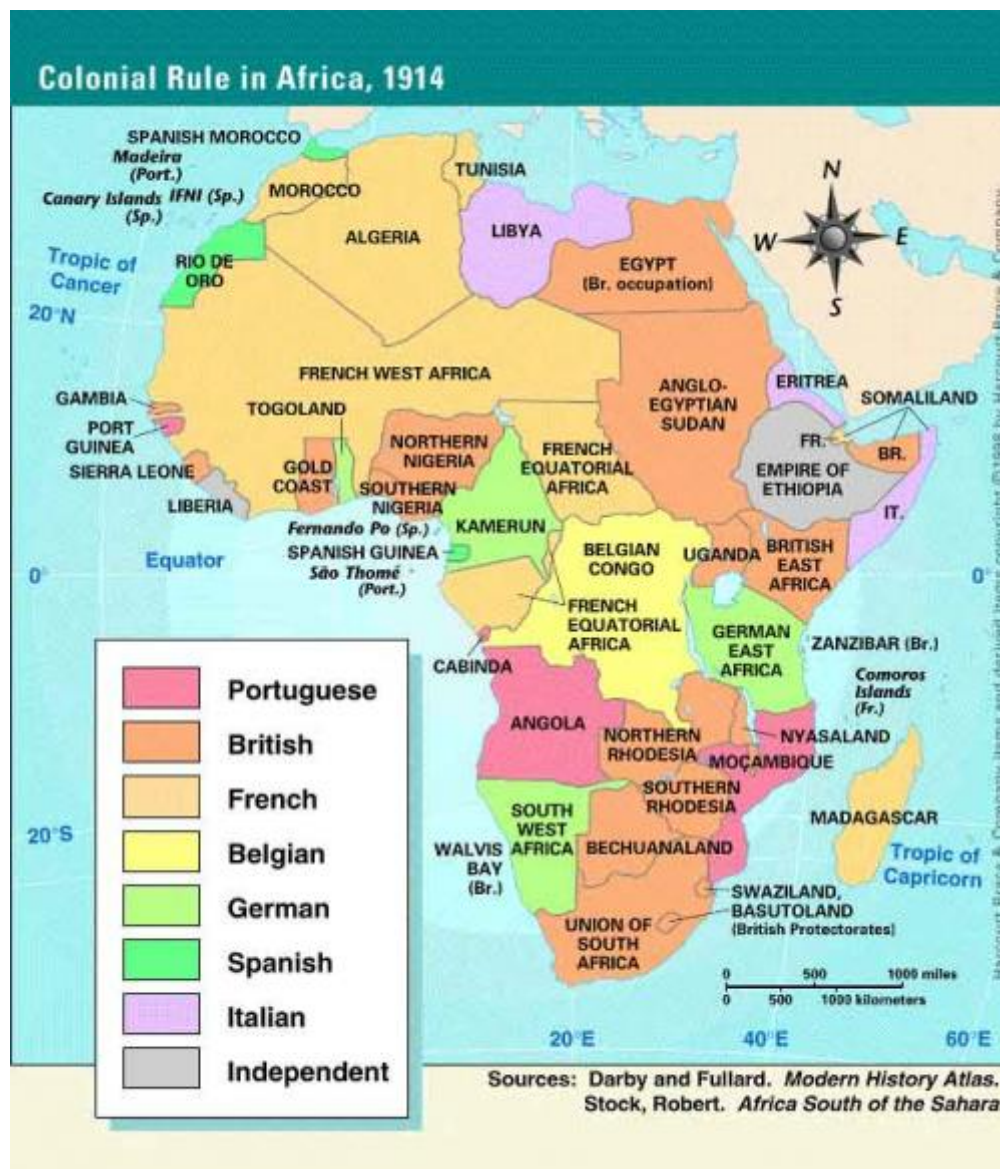 Colonial Rule in Africa, 1914
SPANISH MOROCCO
Madeira
(Port.)
Canary Islands
(Sp.)
IFNI (Sp.)
MOROCCO
TUNISIA
ALGERIA
LIBYA
EGYPT
(Br. occupation)
RIO DE
ORO
Tropic of
Cancer
20°N
N
W
E
S
FRENCH WEST AFRICA
ANGLO-
EGYPTIAN
SUDAN
ERITREA
SOMALILAND
FR.
BR.
IT.
EMPIRE OF
ETHIOPIA
GAMBIA
PORT
GUINEA
SIERRA LEONE
LIBERIA
TOGOLAND
GOLD
COAST
NORTHERN
NIGERIA
SOUTHERN
NIGERIA
FRENCH
EQUATORIAL
AFRICA
KAMERUN
Fernando Po (Sp.)
SPANISH GUINEA
São Thomé
(Port.)
Equator
0°
0°
BELGIAN
CONGO
UGANDA
BRITISH
EAST
AFRICA
FRENCH
EQUATORIAL
AFRICA
GERMAN
EAST
AFRICA
ZANZIBAR (Br.)
Comoros
Islands
(Fr.)
CABINDA
ANGOLA
NORTHERN
RHODESIA
NYASALAND
MOÇAMBIQUE
SOUTHERN
RHODESIA
MADAGASCAR
SOUTH
WEST
AFRICA
BECHUANALAND
WALVIS
BAY
(Br.)
20°S
Tropic of
Capricorn
SWAZILAND,
BASUTOLAND
(British Protectorates)
UNION OF
SOUTH
AFRICA
0 500 1000 miles
0 500 1000 kilometers
20°E
40°E
60°E
Portuguese
British
French
Belgian
German
Spanish
Italian
Independent
Sources: Darby and Fullard. Modern History Atlas.
Stock, Robert. Africa South of the Sahara